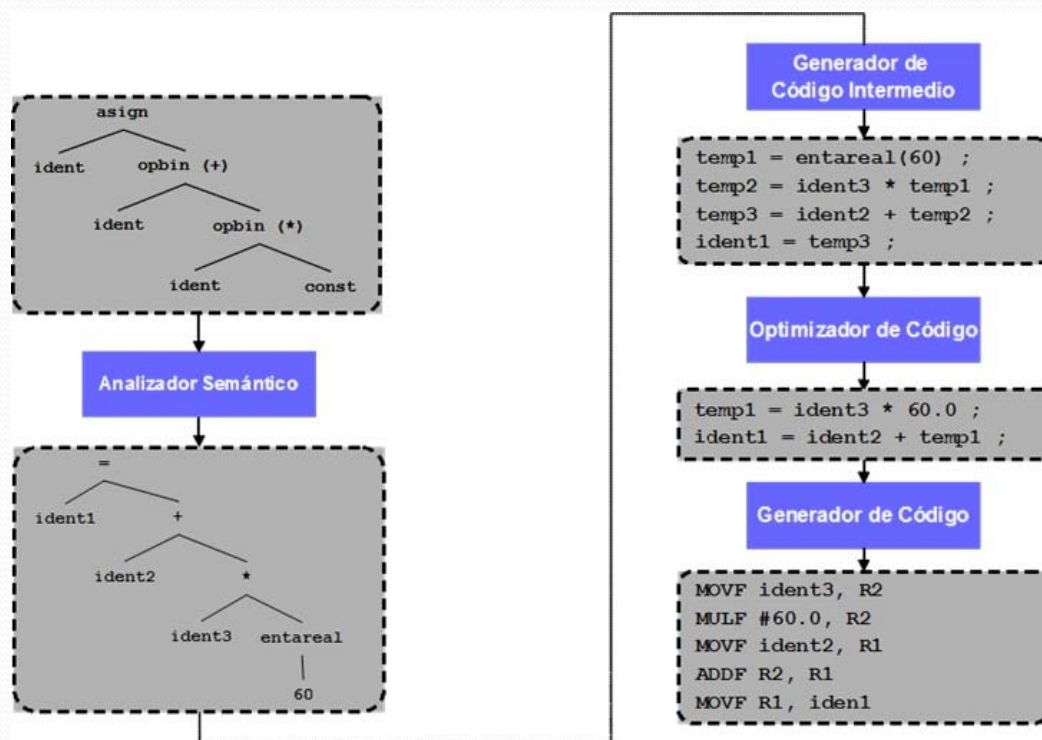 asign
ident opbin (+)
ident opbin (*)
ident const
Analizador Semántico
=
ident1 +
ident2 *
ident3 entareal
60
Generador de
Código Intermedio
temp1 = entareal(60) ;
temp2 = ident3 * temp1 ;
temp3 = ident2 + temp2 ;
ident1 = temp3 ;
Optimizador de Código
temp1 = ident3 * 60.0 ;
ident1 = ident2 + temp1 ;
Generador de Código
MOVF ident3, R2
MULF #60.0, R2
MOVF ident2, R1
ADDF R2, R1
MOVF R1, iden1